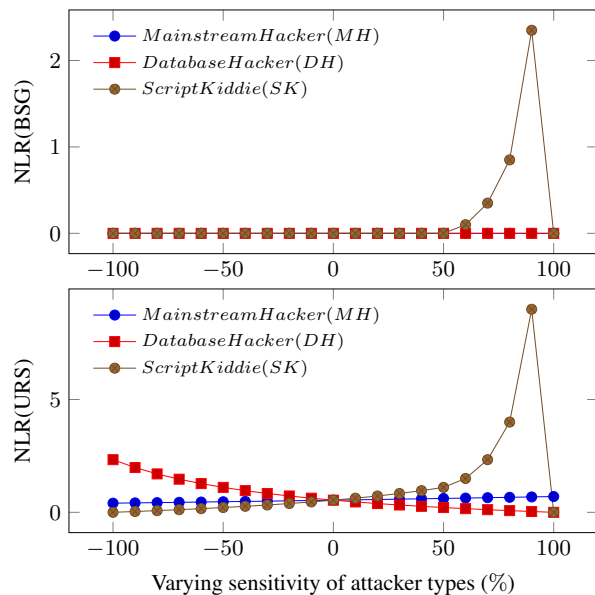 NLR(BSG)
2
1
0
MainstreamHacker(MH)
DatabaseHacker(DH)
ScriptKiddie(SK)
−100 −50 0 50 100
NLR(URS)
5
0
MainstreamHacker(MH)
DatabaseHacker(DH)
ScriptKiddie(SK)
−100 −50 0 50 100
Varying sensitivity of attacker types (%)